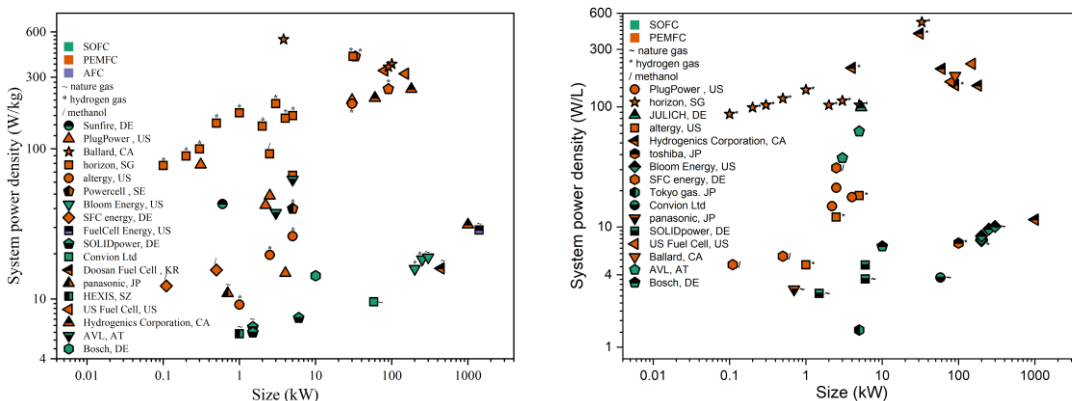 System power density (W/kg)
600
300
100
10
4
SOFC
PEMFC
AFC
~ nature gas
* hydrogen gas
/ methanol
Sunfire, DE
PlugPower , US
Ballard, CA
horizon, SG
altergy, US
Powercell , SE
Bloom Energy, US
SFC energy, DE
FuelCell Energy, US
SOLIDpower, DE
Convion Ltd
Doosan Fuel Cell , KR
panasonic, JP
HEXIS, SZ
US Fuel Cell, US
Hydrogenics Corporation, CA
AVL, AT
Bosch, DE
0.01 0.1 1 10 100 1000
Size (kW)
System power density (W/L)
600
300
100
10
4
1
SOFC
PEMFC
~ nature gas
* hydrogen gas
/ methanol
PlugPower , US
horizon, SG
JULICH, DE
altergy, US
Hydrogenics Corporation, CA
toshiba, JP
Bloom Energy, US
SFC energy, DE
Tokyo gas. JP
Convion Ltd
panasonic, JP
SOLIDpower, DE
US Fuel Cell, US
Ballard, CA
AVL, AT
Bosch, DE
0.01 0.1 1 10 100 1000
Size (kW)